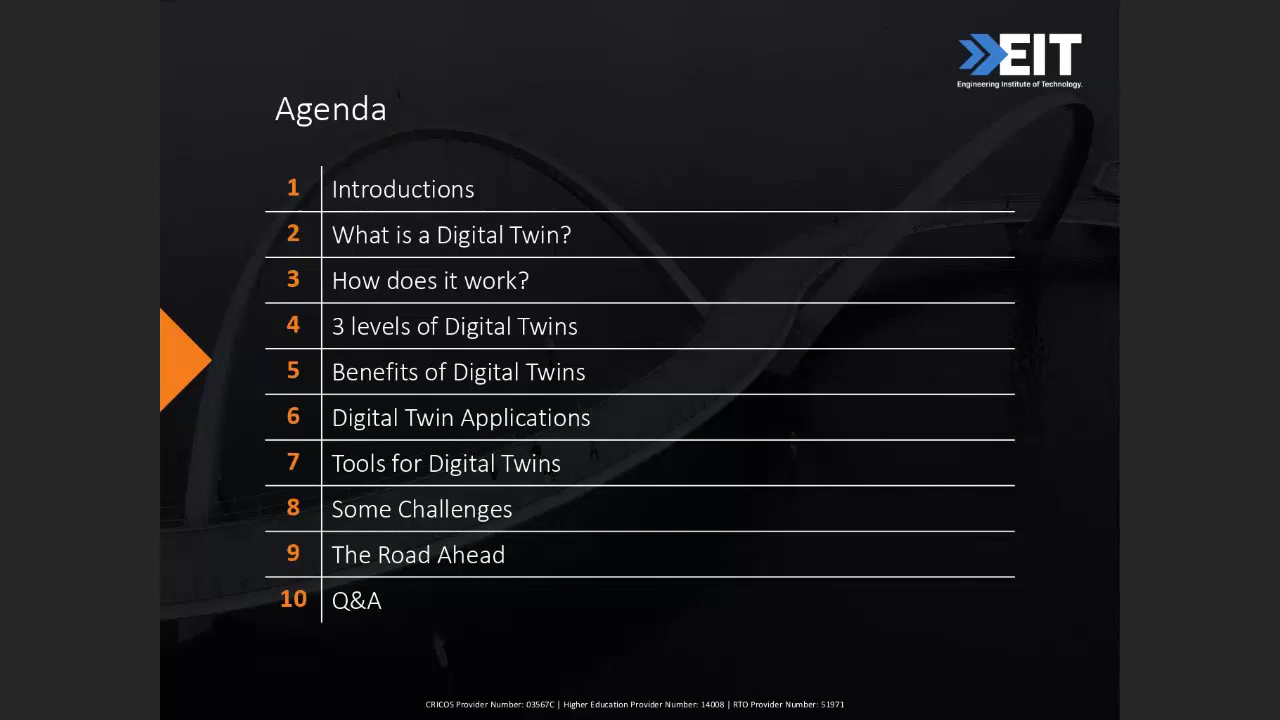 EIT
Engineering Institute of Technology.
Agenda
1 Introductions
2 What is a Digital Twin?
3 How does it work?
4 3 levels of Digital Twins
5 Benefits of Digital Twins
6 Digital Twin Applications
7 Tools for Digital Twins
8 Some Challenges
9 The Road Ahead
10 Q&A
CRICOS Provider Number: 03567C | Higher Education Provider Number: 14008 | RTO Provider Number: 51971